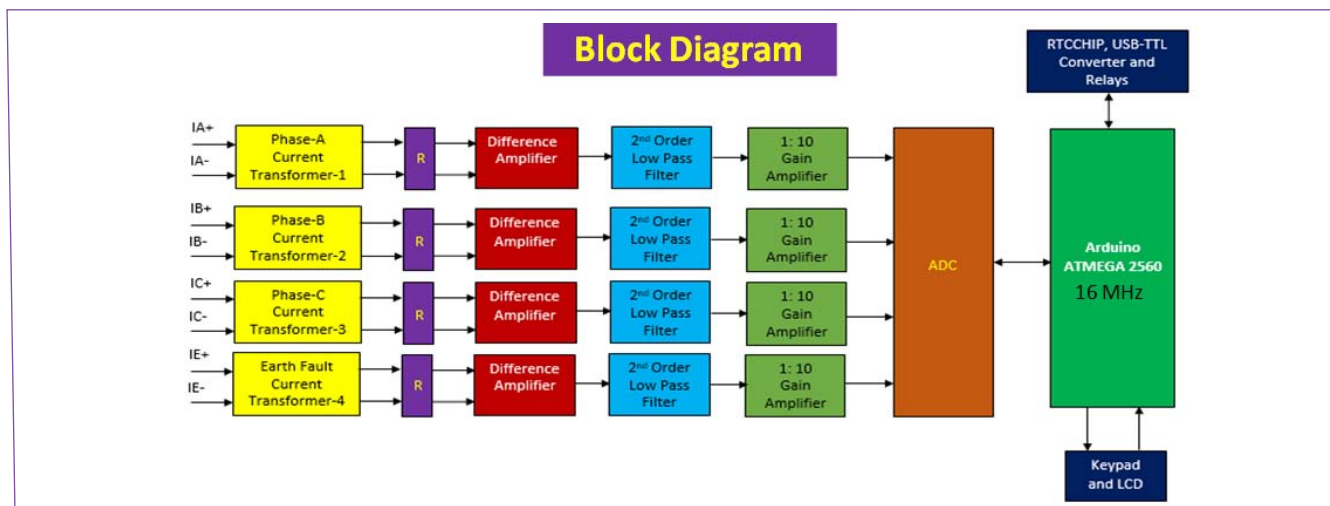 Block Diagram
RTCCHIP, USB-TTL
Converter and
Relays
IA+
IA-
Phase-A
Current
Transformer-1
R
Difference
Amplifier
2nd Order
Low Pass
Filter
1: 10
Gain
Amplifier
IB+
IB-
Phase-B
Current
Transformer-2
R
Difference
Amplifier
2nd Order
Low Pass
Filter
1: 10
Gain
Amplifier
IC+
IC-
Phase-C
Current
Transformer-3
R
Difference
Amplifier
2nd Order
Low Pass
Filter
1: 10
Gain
Amplifier
IE+
IE-
Earth Fault
Current
Transformer-4
R
Difference
Amplifier
2nd Order
Low Pass
Filter
1: 10
Gain
Amplifier
ADC
Arduino
ATMEGA 2560
16 MHz
Keypad
and LCD